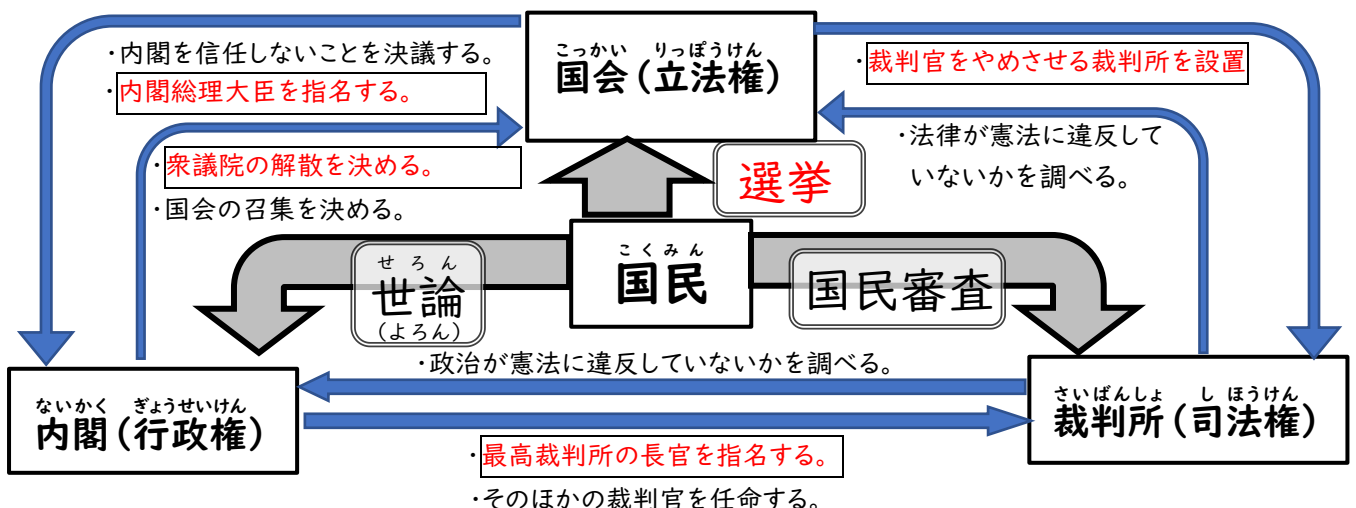 ・内閣を信任しないことを決議する。
・内閣総理大臣を指名する。
こっかい りっぽうけん
国会(立法権)
・裁判官をやめさせる裁判所を設置
・衆議院の解散を決める。
・国会の召集を決める。
選挙
・法律が憲法に違反して
いないかを調べる。
せろん
世論
(よろん)
こくみん
国民
国民審査
・政治が憲法に違反していないかを調べる。
ないかく ぎょうせいけん
内閣(行政権)
さいばんしょ しほうけん
裁判所(司法権)
・最高裁判所の長官を指名する。
・そのほかの裁判官を任命する。